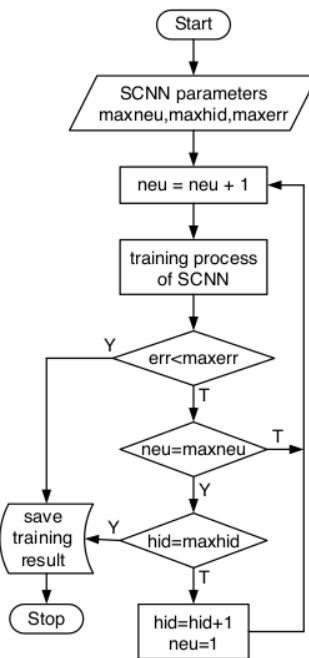 Start
SCNN parameters
maxneu,maxhid,maxerr
neu = neu + 1
training process
of SCNN
Y
err<maxerr
T
neu=maxneu
T
Y
save
training
result
Y
hid=maxhid
T
Stop
hid=hid+1
neu=1